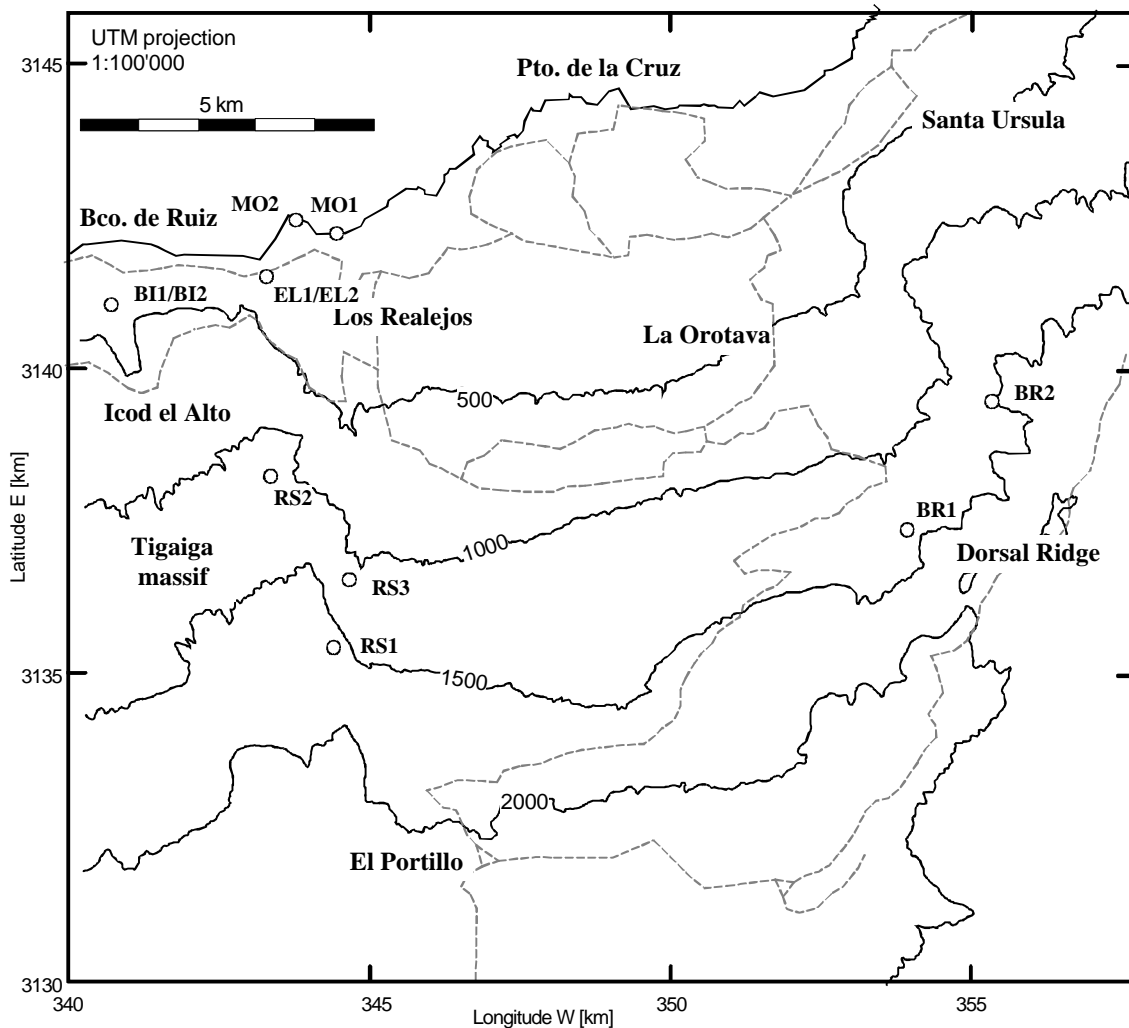 UTM projection
1:100'000
3145
Pto. de la Cruz
5 km
Santa Ursula
MO2
MO1
Bco. de Ruiz
BI1/BI2
EL1/EL2
Los Realejos
La Orotava
3140
500
BR2
Icod el Alto
RS2
BR1
1000
Tigaiga
massif
Dorsal Ridge
RS3
RS1
3135
1500
2000
El Portillo
3130
340
345
350
355
Latitude E [km]
Longitude W [km]